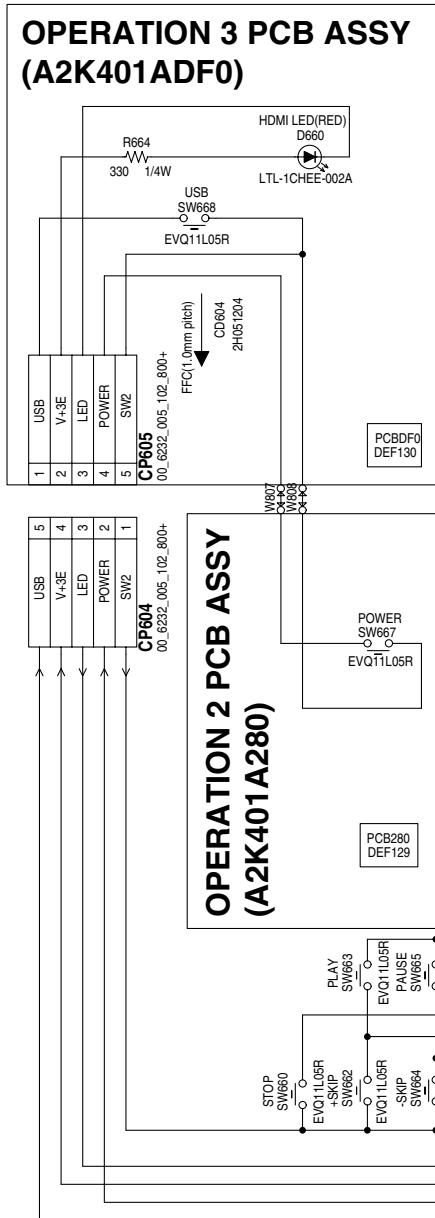 OPERATION 3 PCB ASSY
(A2K401ADF0)
HDMI LED(RED)
D660
R664
330 1/4W
LTL-1CHEE-002A
USB
SW668
EVQ11L05R
FFC(1.0mm pitch)
CD604
2H051204
USB
V+3E
LED
POWER
SW2
1
2
3
4
5
CP605
00_6232_005_102_800+
PCBDF0
DEF130
W807
W808
5
4
3
2
1
USB
V+3E
LED
POWER
SW2
CP604
00_6232_005_102_800+
OPERATION 2 PCB ASSY
(A2K401A280)
POWER
SW667
EVQ11L05R
PCB280
DEF129
PLAY
SW663
EVQ11L05R
PAUSE
SW665
STOP
SW660
EVQ11L05R
+SKIP
SW662
EVQ11L05R
-SKIP
SW664